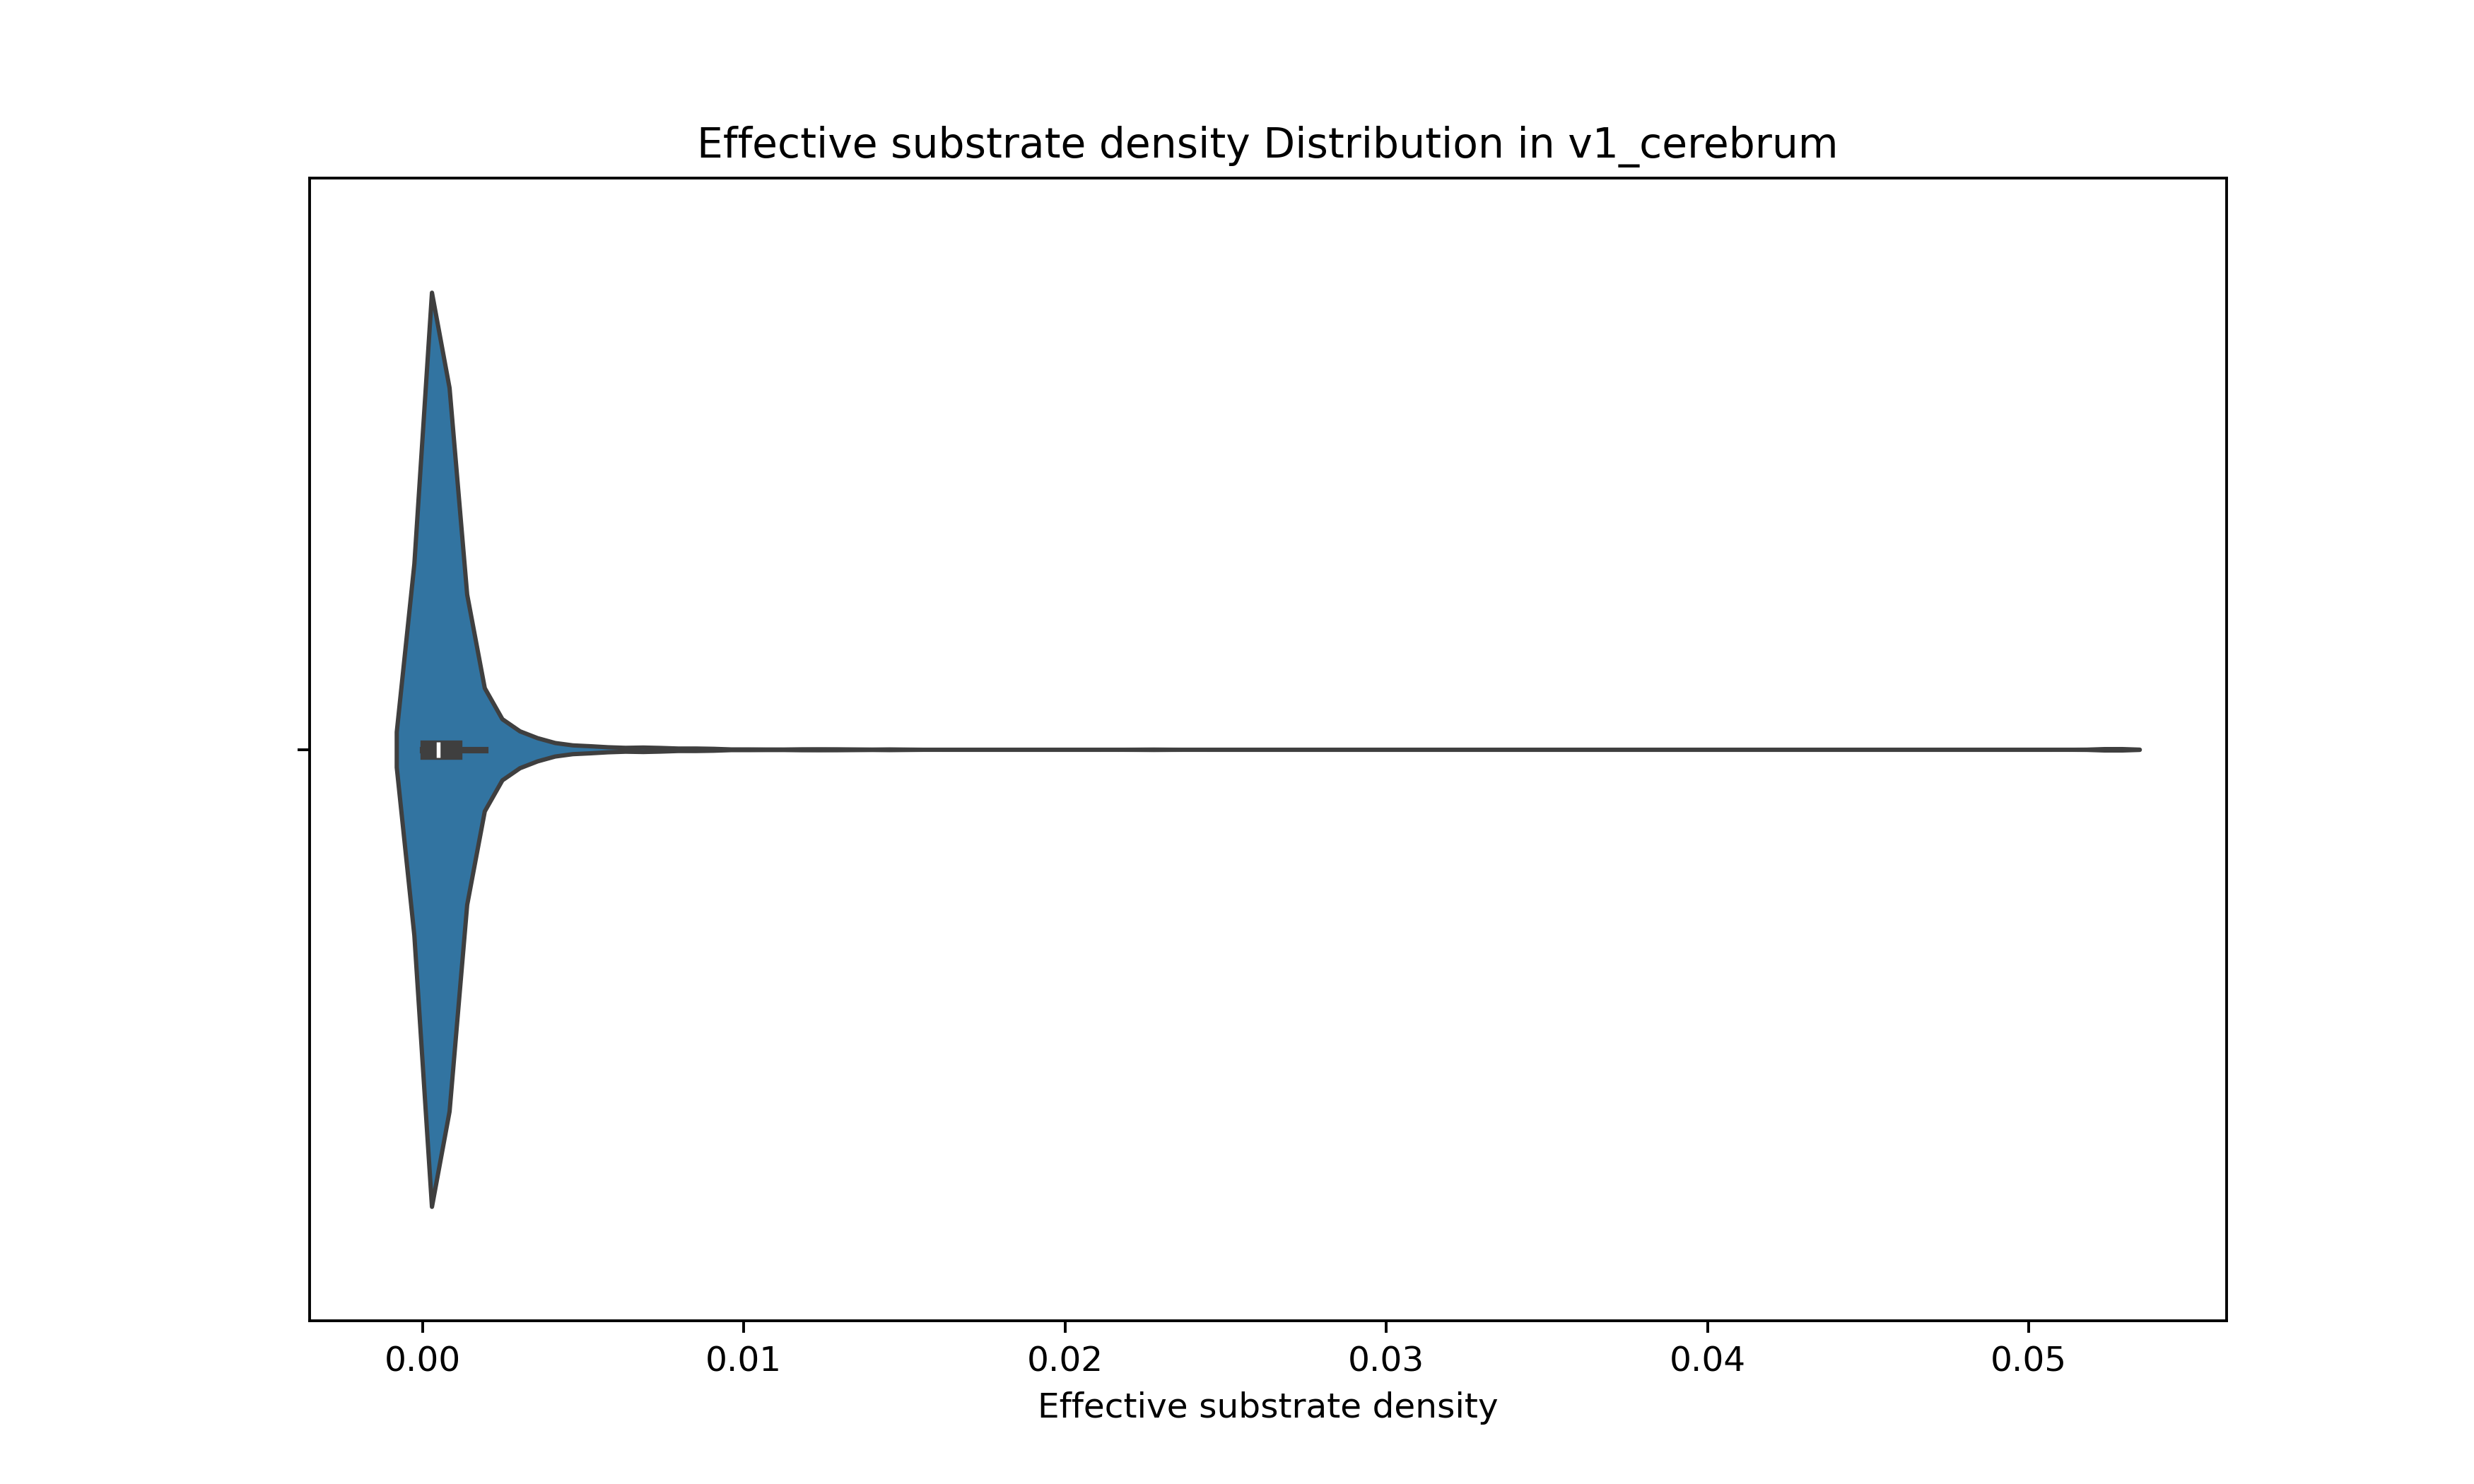 Effective substrate density Distribution in v1_cerebrum
0.00 0.01 0.02 0.03 0.04 0.05
Effective substrate density